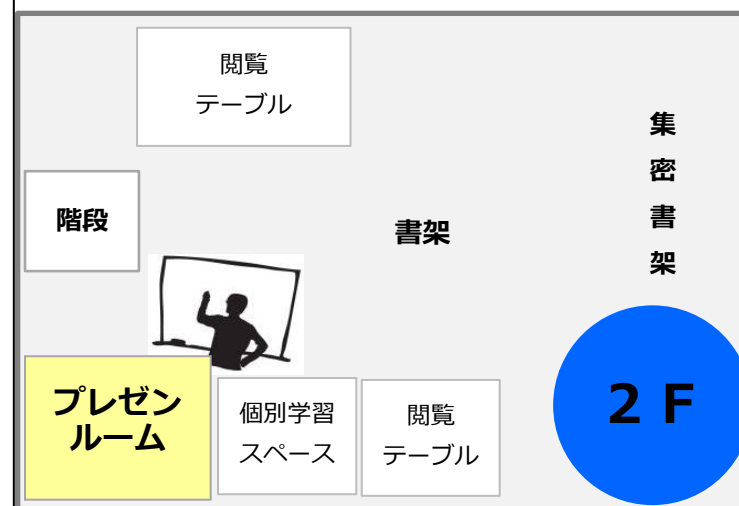 閲覧
テーブル
集
密
書
架
階段
書架
プレゼン
ルーム
個別学習
スペース
閲覧
テーブル
２Ｆ